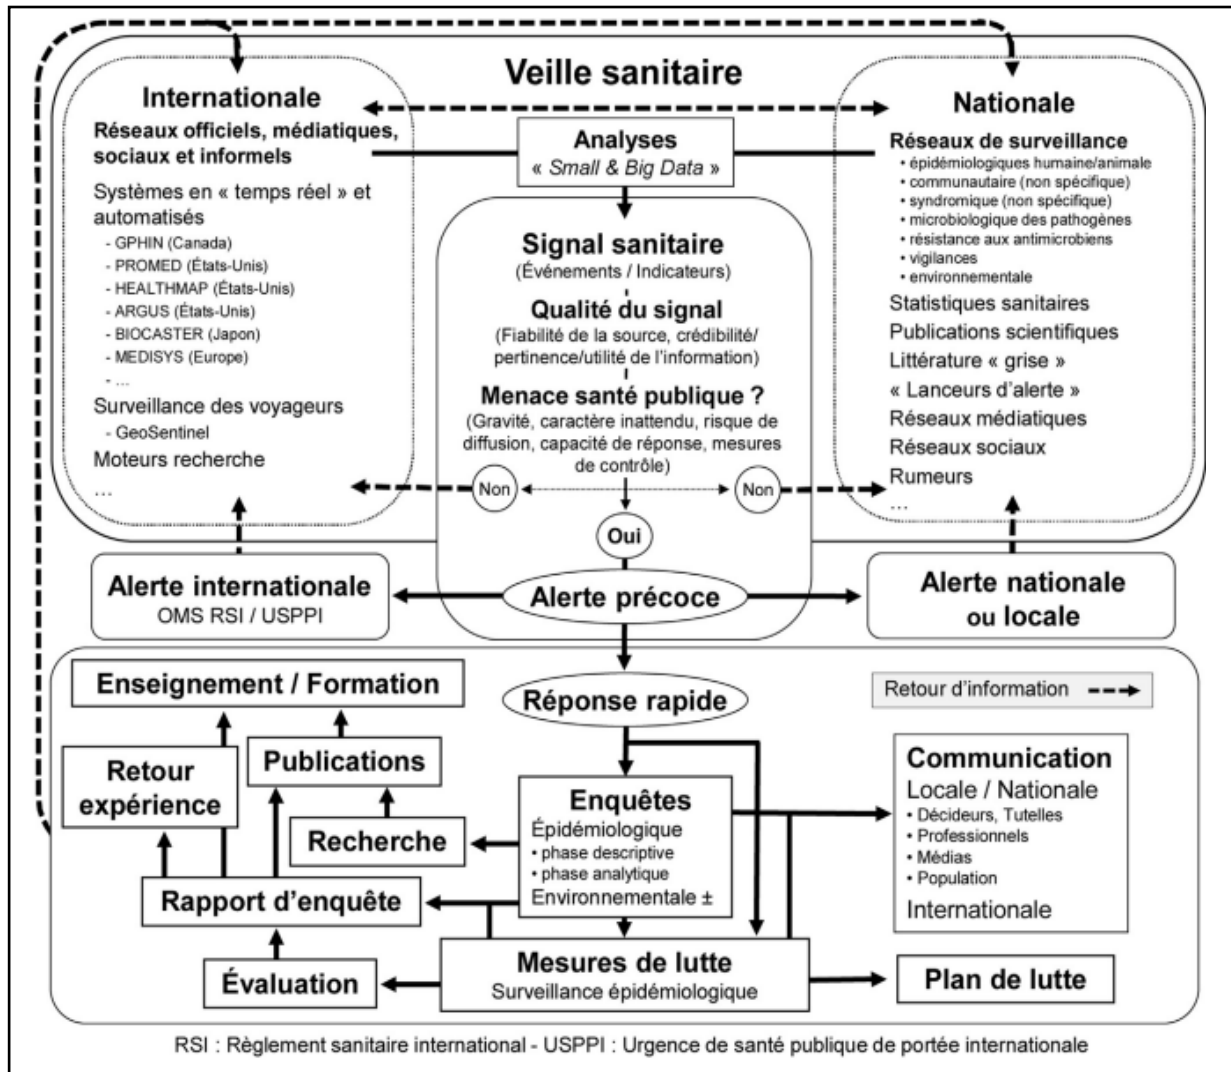 Veille sanitaire
Internationale
Réseaux officiels, médiatiques,
sociaux et informels
Systèmes en « temps réel » et
automatisés
- GPHIN (Canada)
- PROMED (États-Unis)
- HEALTHMAP (États-Unis)
- ARGUS (États-Unis)
- BIOCASTER (Japon)
- MEDISYS (Europe)
- ...
Surveillance des voyageurs
- GeoSentinel
Moteurs recherche
...
Analyses
« Small & Big Data »
Signal sanitaire
(Événements / Indicateurs)
Qualité du signal
(Fiabilité de la source, crédibilité/
pertinence/utilité de l'information)
Menace santé publique ?
(Gravité, caractère inattendu, risque de
diffusion, capacité de réponse, mesures
de contrôle)
Non
Non
Oui
Nationale
Réseaux de surveillance
• épidémiologiques humaine/animale
• communautaire (non spécifique)
• syndromique (non spécifique)
• microbiologique des pathogènes
• résistance aux antimicrobiens
• vigilances
• environnementale
Statistiques sanitaires
Publications scientifiques
Littérature « grise »
« Lanceurs d'alerte »
Réseaux médiatiques
Réseaux sociaux
Rumeurs
...
Alerte internationale
OMS RSI / USPPI
Alerte précoce
Alerte nationale
ou locale
Réponse rapide
Retour d'information
Enseignement / Formation
Publications
Retour
expérience
Recherche
Rapport d'enquête
Évaluation
Enquêtes
Épidémiologique
• phase descriptive
• phase analytique
Environnementale ±
Mesures de lutte
Surveillance épidémiologique
Communication
Locale / Nationale
• Décideurs, Tutelles
• Professionnels
• Médias
• Population
Internationale
Plan de lutte
RSI : Règlement sanitaire international - USPPI : Urgence de santé publique de portée internationale